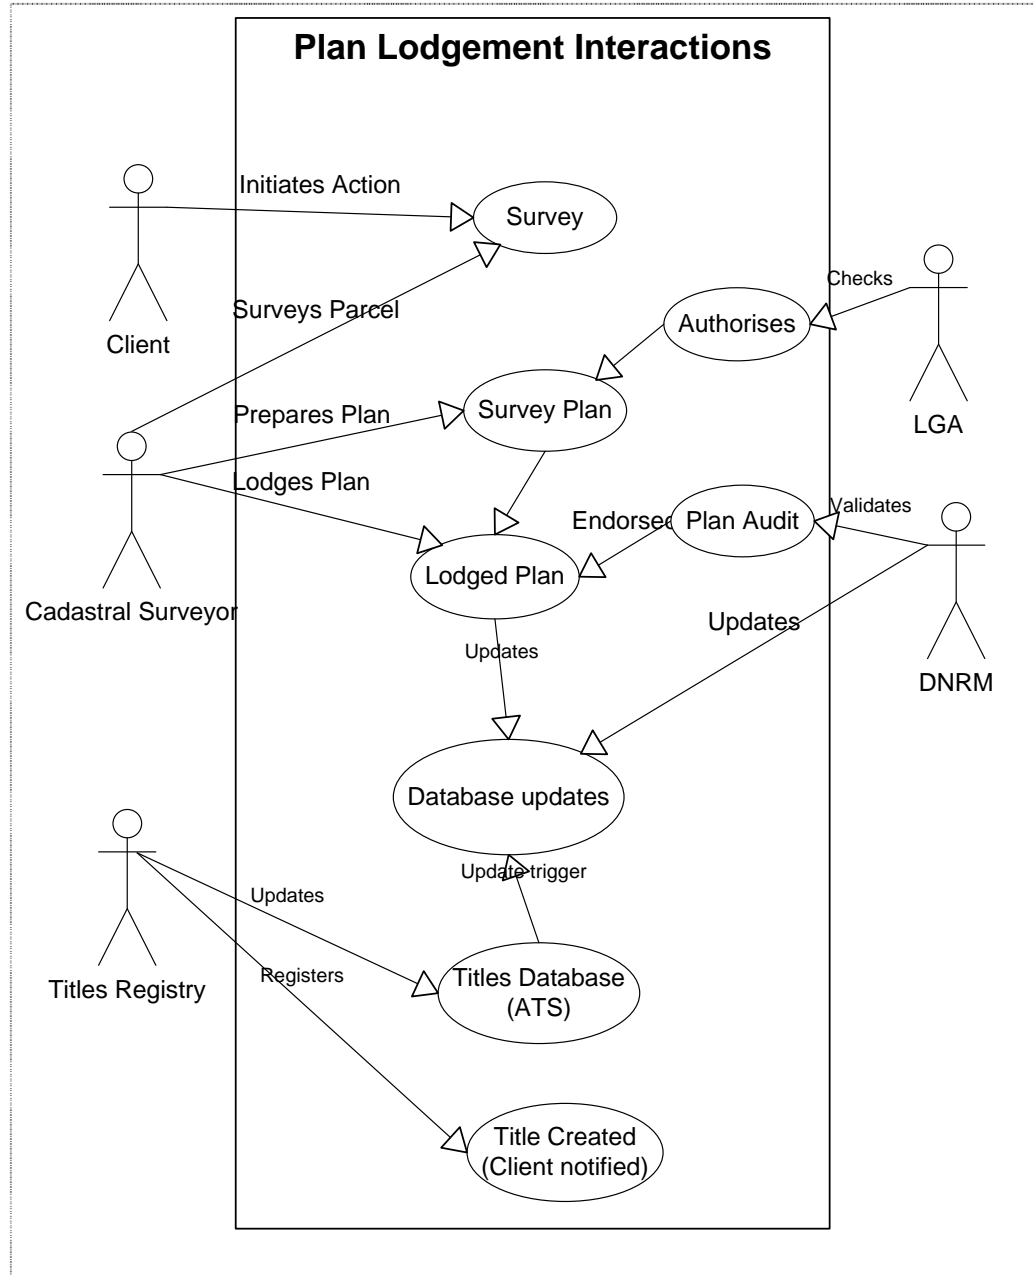 Plan Lodgement Interactions
Initiates Action
Survey
Client
Surveys Parcel
Checks
Authorises
LGA
Prepares Plan
Survey Plan
Lodges Plan
Endorsed
Plan Audit
Validates
Lodged Plan
Cadastral Surveyor
Updates
Updates
DNRM
Database updates
Update trigger
Updates
Titles Database
(ATS)
Registers
Titles Registry
Title Created
(Client notified)